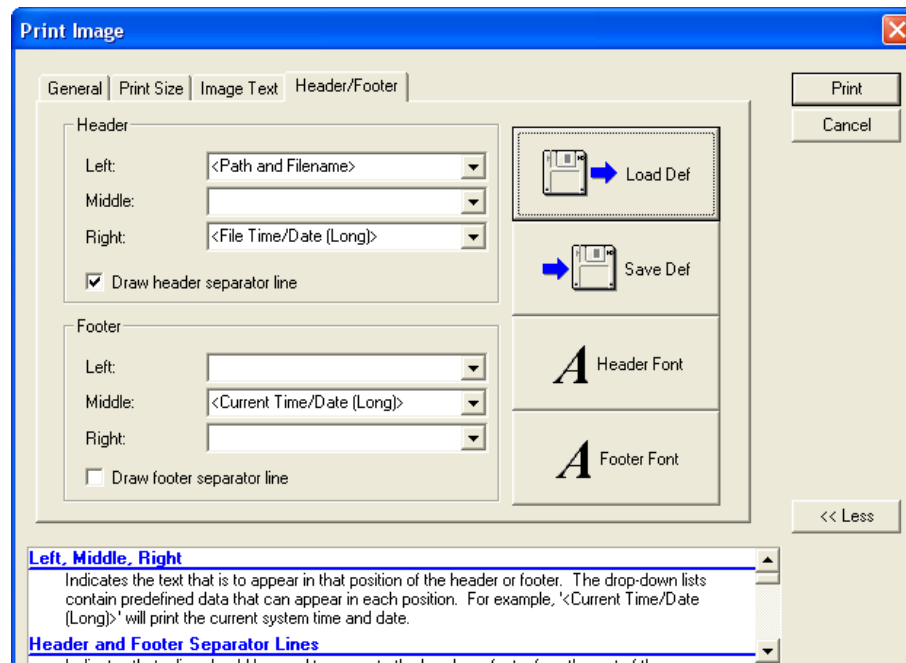 Print Image
General Print Size Image Text Header/Footer
Print
Cancel
Header
Left: <Path and Filename>
Middle:
Right: <File Time/Date (Long)>
Draw header separator line
Load Def
Save Def
Header Font
Footer Font
Footer
Left:
Middle: <Current Time/Date (Long)>
Right:
Draw footer separator line
<< Less
Left, Middle, Right
Indicates the text that is to appear in that position of the header or footer. The drop-down lists
contain predefined data that can appear in each position. For example, '<Current Time/Date
(Long)>' will print the current system time and date.
Header and Footer Separator Lines